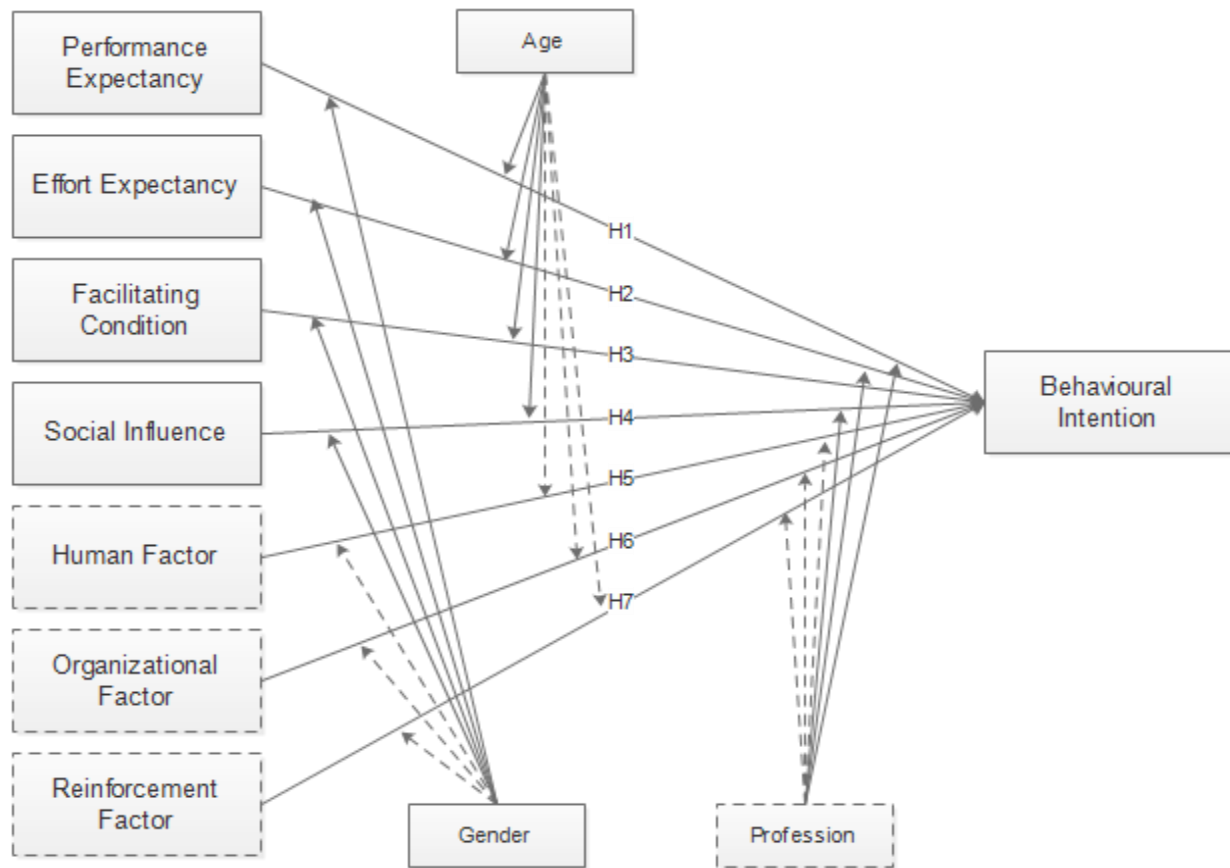 Performance
Expectancy
Age
Effort Expectancy
H1
Facilitating
Condition
H2
H3
Behavioural
Intention
Social Influence
H4
H5
Human Factor
H6
H7
Organizational
Factor
Reinforcement
Factor
Gender
Profession